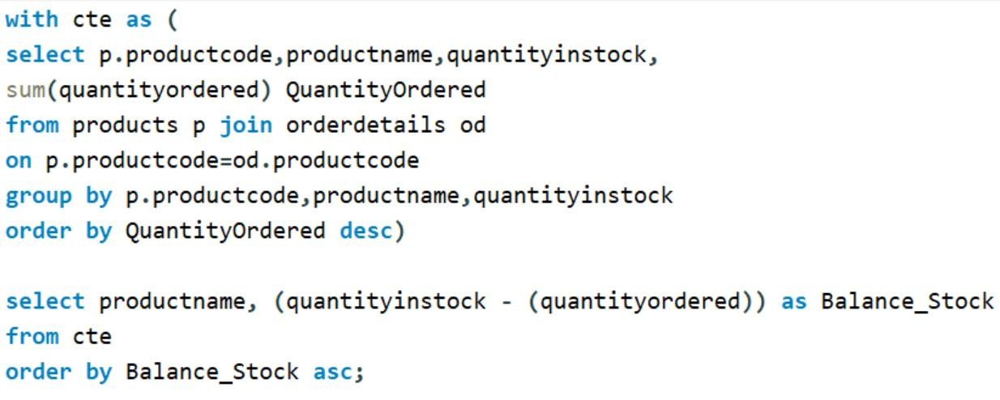 with cte as (
select p.productcode,productname,quantityinstock,
sum(quantityordered) QuantityOrdered
from products p join orderdetails od
on p.productcode=od.productcode
group by p.productcode,productname,quantityinstock
order by QuantityOrdered desc)
select productname, (quantityinstock - (quantityordered)) as Balance_Stock
from cte
order by Balance_Stock asc;